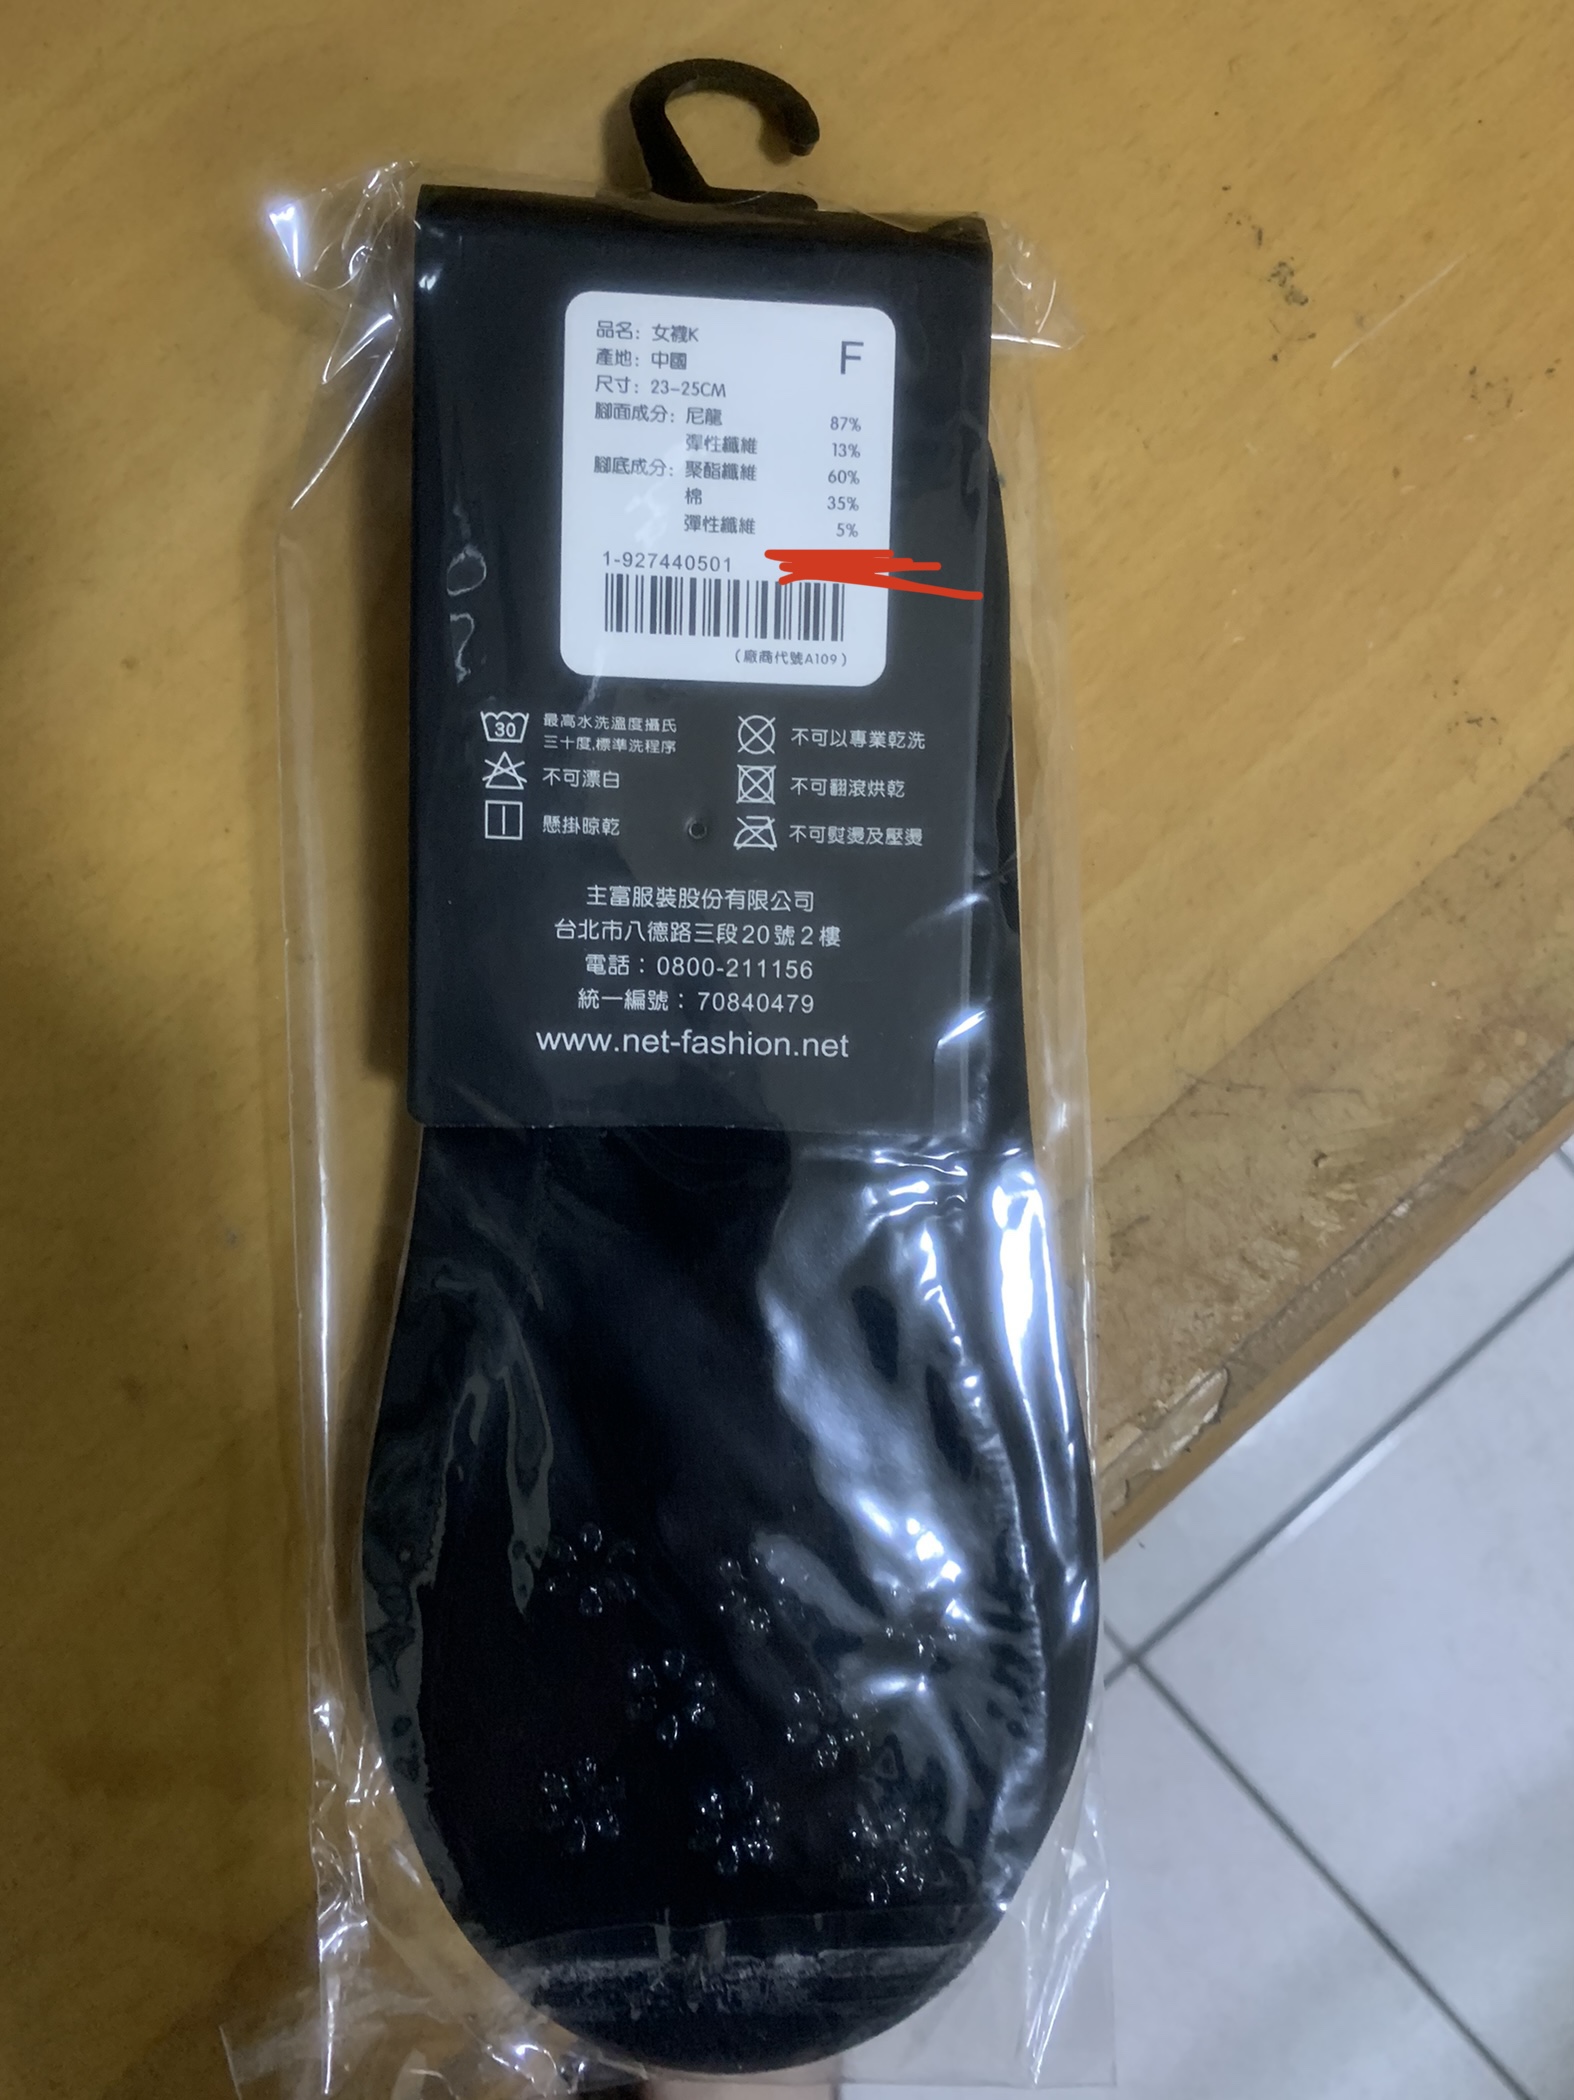 品名: 女襪K
F
產地: 中國
尺寸: 23-25CM
腳面成分: 尼龍 87%
彈性纖維 13%
腳底成分: 聚酯纖維 60%
棉 35%
彈性纖維 5%
1-927440501
(廠商代號A109)
30
最高水洗溫度攝氏
三十度,標準洗程序
不可漂白
懸掛晾乾
不可以專業乾洗
不可翻滾烘乾
不可熨燙及壓燙
主富服裝股份有限公司
台北市八德路三段20號2樓
電話: 0800-211156
統一編號: 70840479
www.net-fashion.net